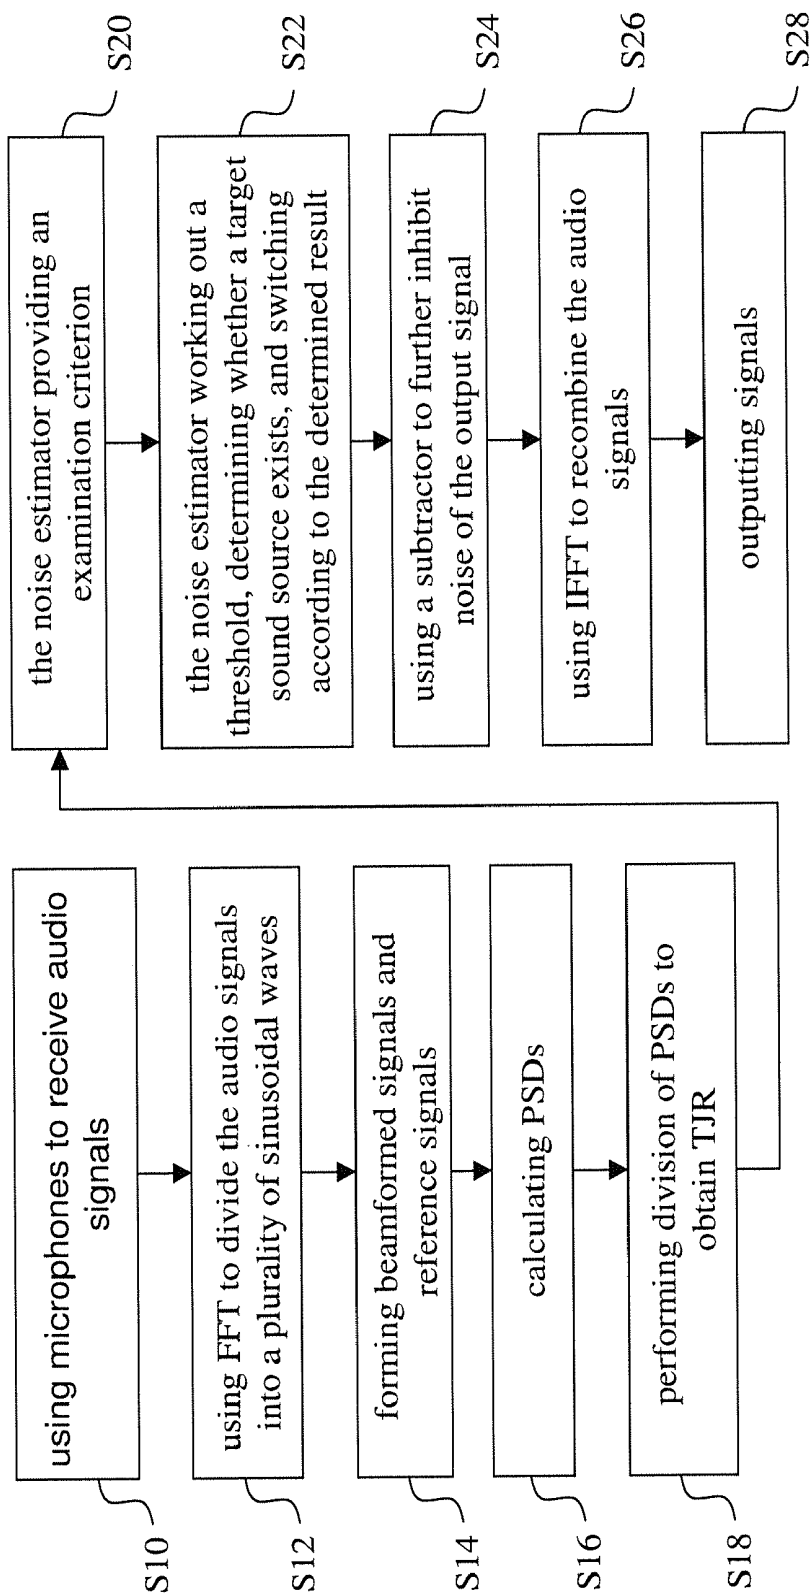 using microphones to receive audio
signals
S10
using FFT to divide the audio signals
into a plurality of sinusoidal waves
S12
forming beamformed signals and
reference signals
S14
calculating PSDs
S16
performing division of PSDs to
obtain TJR
S18
the noise estimator providing an
examination criterion
S20
the noise estimator working out a
threshold, determining whether a target
sound source exists, and switching
according to the determined result
S22
using a subtractor to further inhibit
noise of the output signal
S24
using IFFT to recombine the audio
signals
S26
outputting signals
S28